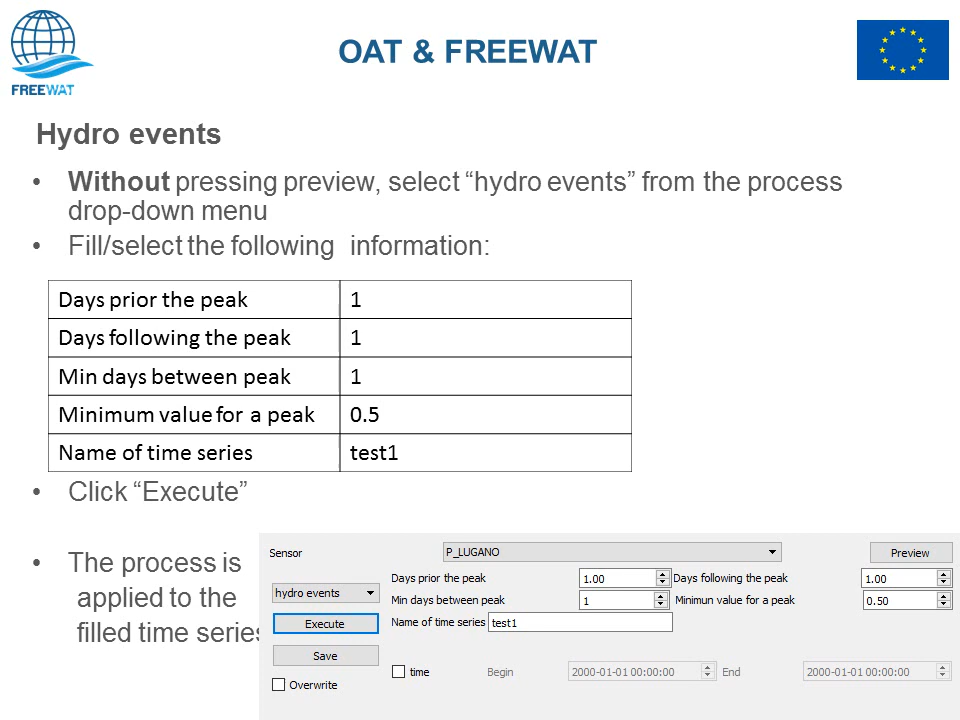 FREEWAT
OAT & FREEWAT
Hydro events
• Without pressing preview, select “hydro events” from the process
drop-down menu
• Fill/select the following information:
Days prior the peak 1
Days following the peak 1
Min days between peak 1
Minimum value for a peak 0.5
Name of time series test1
• Click “Execute”
• The process is
applied to the
filled time series
Sensor P_LUGANO Preview
hydro events Days prior the peak 1.00 Days following the peak 1.00
Min days between peak 1 Minimun value for a peak 0.50
Execute Name of time series test1
Save
time Begin 2000-01-01 00:00:00 End 2000-01-01 00:00:00
Overwrite